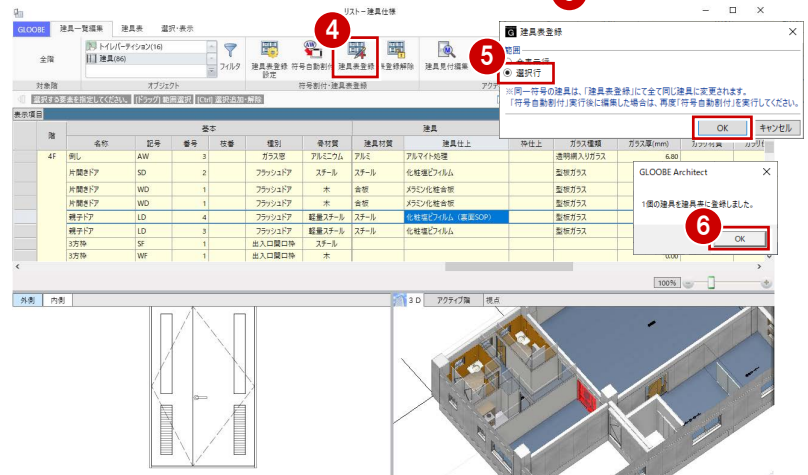 リスト－建具仕様
GLOOBE 建具一覧編集 建具表 選択・表示
全階
トイレパーティション(16)
建具(86)
フィルタ
建具表登録
設定
符号自動割付
建具表登録
表登録解除
建具見付編集
対象階 オブジェクト 符号割付・建具表登録
4
選択する要素を指定してください。 [ドラッグ] 範囲選択 [Ctrl] 選択追加・解除
表示項目
階 基本 建具
名称 記号 番号 枝番 種別 骨材質 建具材質 建具仕上 枠仕上 ガラス種類 ガラス厚(mm)
4F 倒し AW 3 ガラス窓 アルミニウム アルミ アルマイト処理 透明網入りガラス 6.80
片開きドア SD 2 フラッシュドア スチール スチール 化粧塩ビフィルム 型板ガラス
片開きドア WD 1 フラッシュドア 木 合板 メラミン化粧合板 型板ガラス
片開きドア WD 1 フラッシュドア 木 合板 メラミン化粧合板 型板ガラス
親子ドア LD 4 フラッシュドア 軽量スチール スチール 化粧塩ビフィルム（裏面SOP） 型板ガラス
親子ドア LD 3 フラッシュドア 軽量スチール スチール 化粧塩ビフィルム 型板ガラス
3方枠 SF 1 出入口開口枠 スチール
3方枠 WF 1 出入口開口枠 木 0.00
100%
外側 内側
3 D アクティブ階 視点
建具表登録
5
範囲
選択行
※同一符号の建具は、「建具表登録」にて全て同じ建具に変更されます。
「符号自動割付」実行後に編集した場合は、再度「符号自動割付」を実行してください。
OK キャンセル
GLOOBE Architect
1個の建具を建具表に登録しました。
6
OK